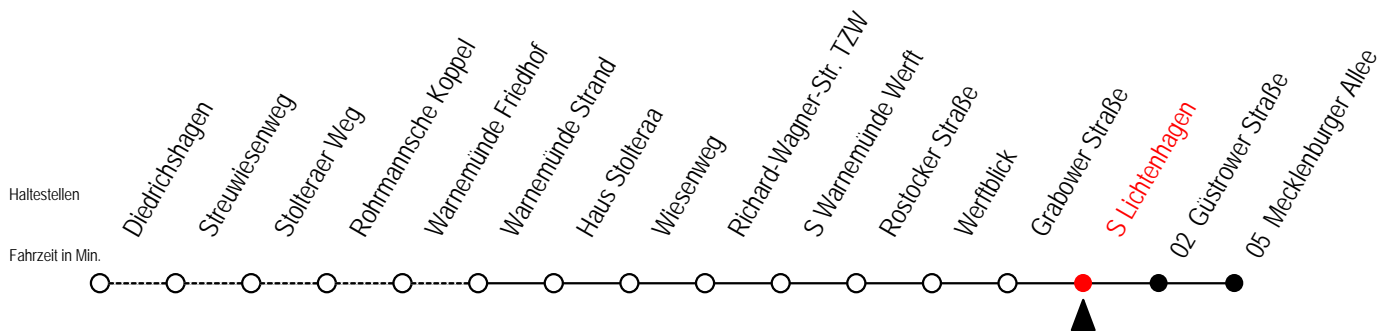 Haltestellen
Fahrzeit in Min.
Diedrichshagen
Streuwiesenweg
Stolteraer Weg
Rohrmannsche Koppel
Warnemünde Friedhof
Warnemünde Strand
Haus Stolteraa
Wiesenweg
Richard-Wagner-Str. TZW
S Warnemünde Werft
Rostocker Straße
Werftblick
Grabower Straße
S Lichtenhagen
02 Güstrower Straße
05 Mecklenburger Allee